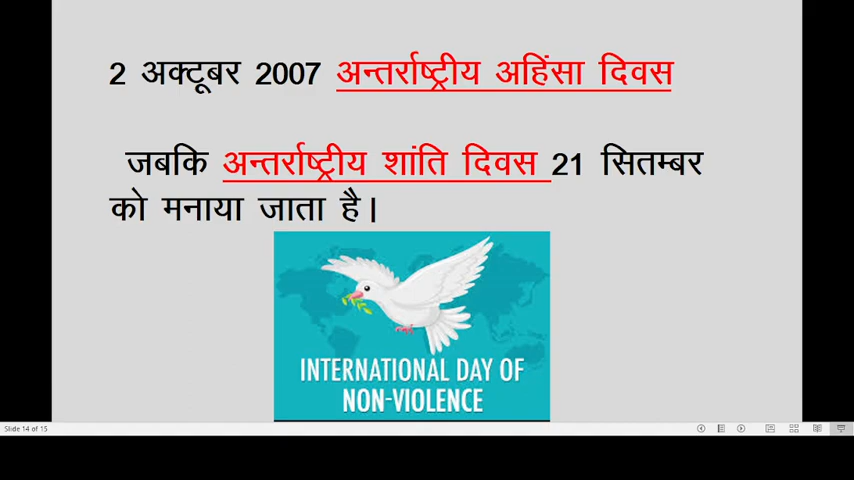 2 अक्टूबर 2007 अन्तर्राष्ट्रीय अहिंसा दिवस
जबकि अन्तर्राष्ट्रीय शांति दिवस 21 सितम्बर
को मनाया जाता है।
INTERNATIONAL DAY OF
NON-VIOLENCE
Slide 14 of 15